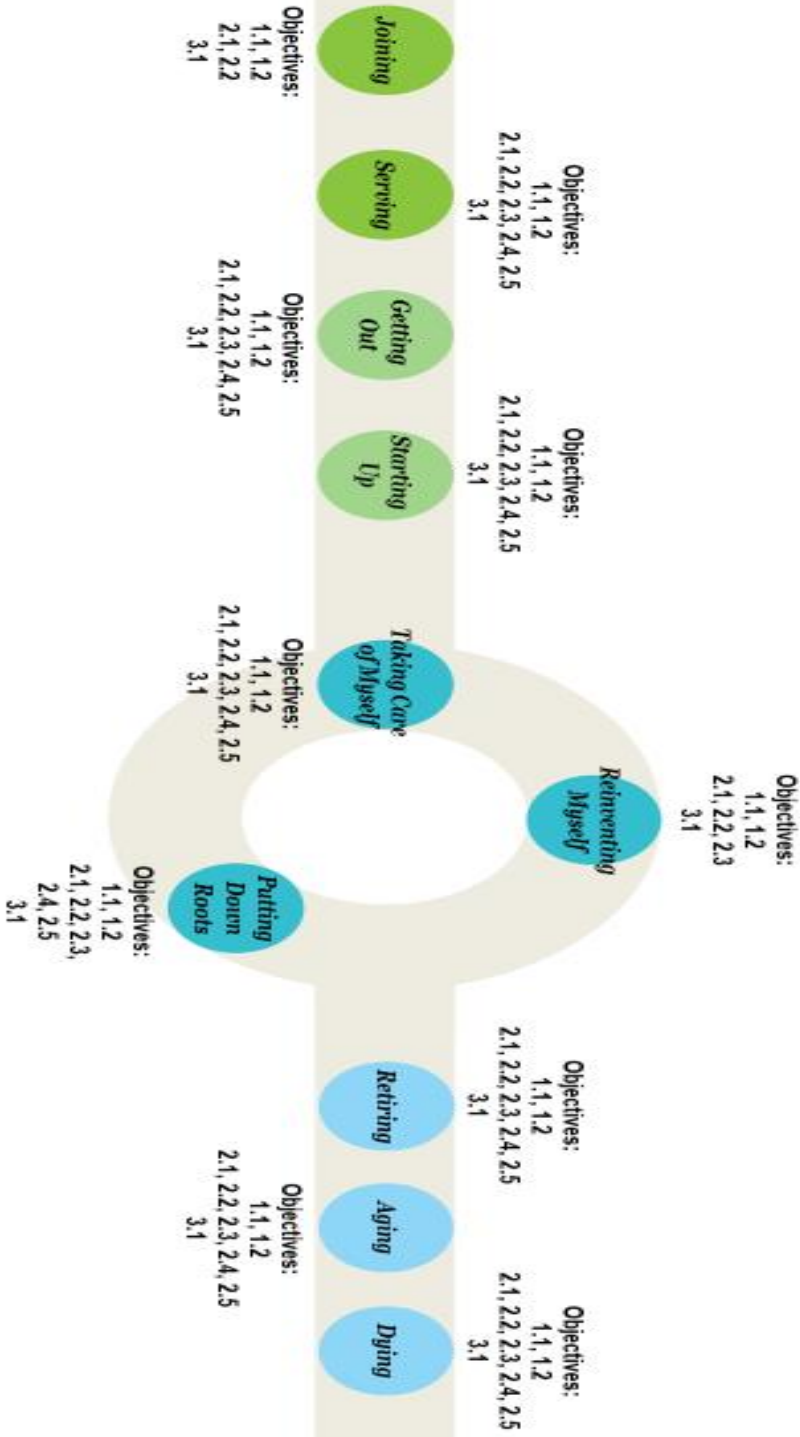 Joining
Objectives:
1.1, 1.2
2.1, 2.2
3.1
Objectives:
1.1, 1.2
2.1, 2.2, 2.3, 2.4, 2.5
3.1
Serving
Getting
Out
Objectives:
1.1, 1.2
2.1, 2.2, 2.3, 2.4, 2.5
3.1
Objectives:
1.1, 1.2
2.1, 2.2, 2.3, 2.4, 2.5
3.1
Starting
Up
Taking Care
of Myself
Objectives:
1.1, 1.2
2.1, 2.2, 2.3, 2.4, 2.5
3.1
Objectives:
1.1, 1.2
2.1, 2.2, 2.3
3.1
Reinventing
Myself
Putting
Down
Roots
Objectives:
1.1, 1.2
2.1, 2.2, 2.3,
2.4, 2.5
3.1
Objectives:
1.1, 1.2
2.1, 2.2, 2.3, 2.4, 2.5
3.1
Retiring
Aging
Objectives:
1.1, 1.2
2.1, 2.2, 2.3, 2.4, 2.5
3.1
Objectives:
1.1, 1.2
2.1, 2.2, 2.3, 2.4, 2.5
3.1
Dying